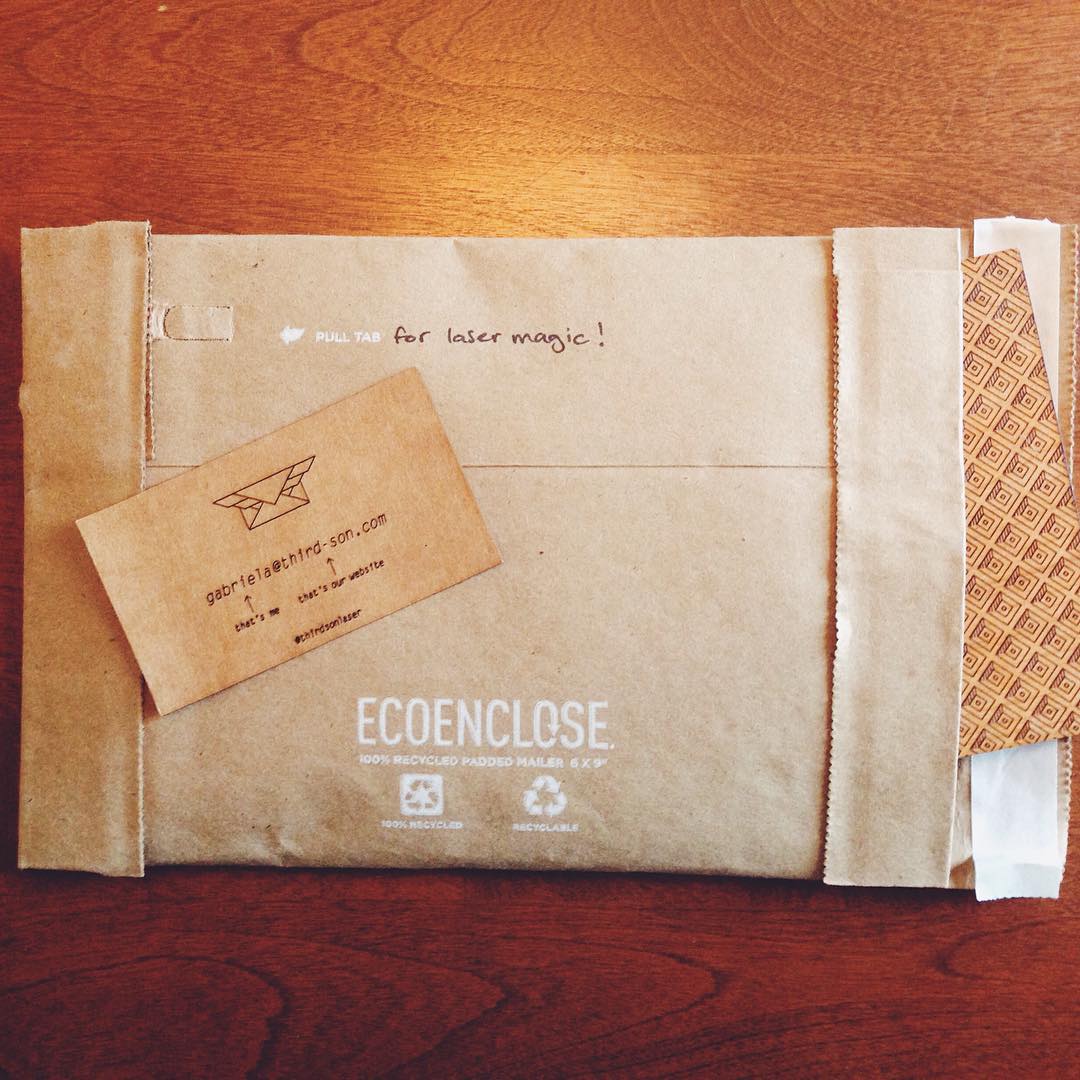 PULL TAB for laser magic!
gabriela@third-son.com
that's me that's our website
@thirdsonlaser
ECOENCLOSE.
100% RECYCLED PADDED MAILER 6 X 9"
100% RECYCLED RECYCLABLE